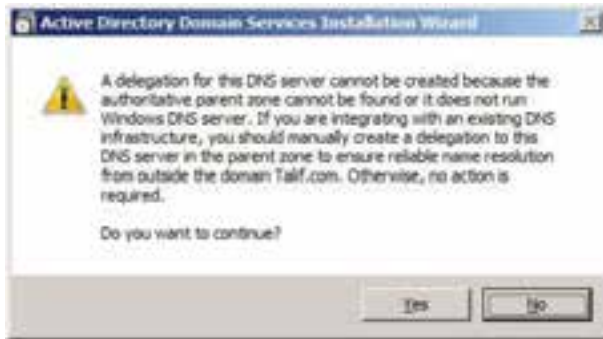 Active Directory Domain Services Installation Wizard
A delegation for this DNS server cannot be created because the
authoritative parent zone cannot be found or it does not run
Windows DNS server. If you are integrating with an existing DNS
infrastructure, you should manually create a delegation to this
DNS server in the parent zone to ensure reliable name resolution
from outside the domain Talif.com. Otherwise, no action is
required.
Do you want to continue?
Yes
No